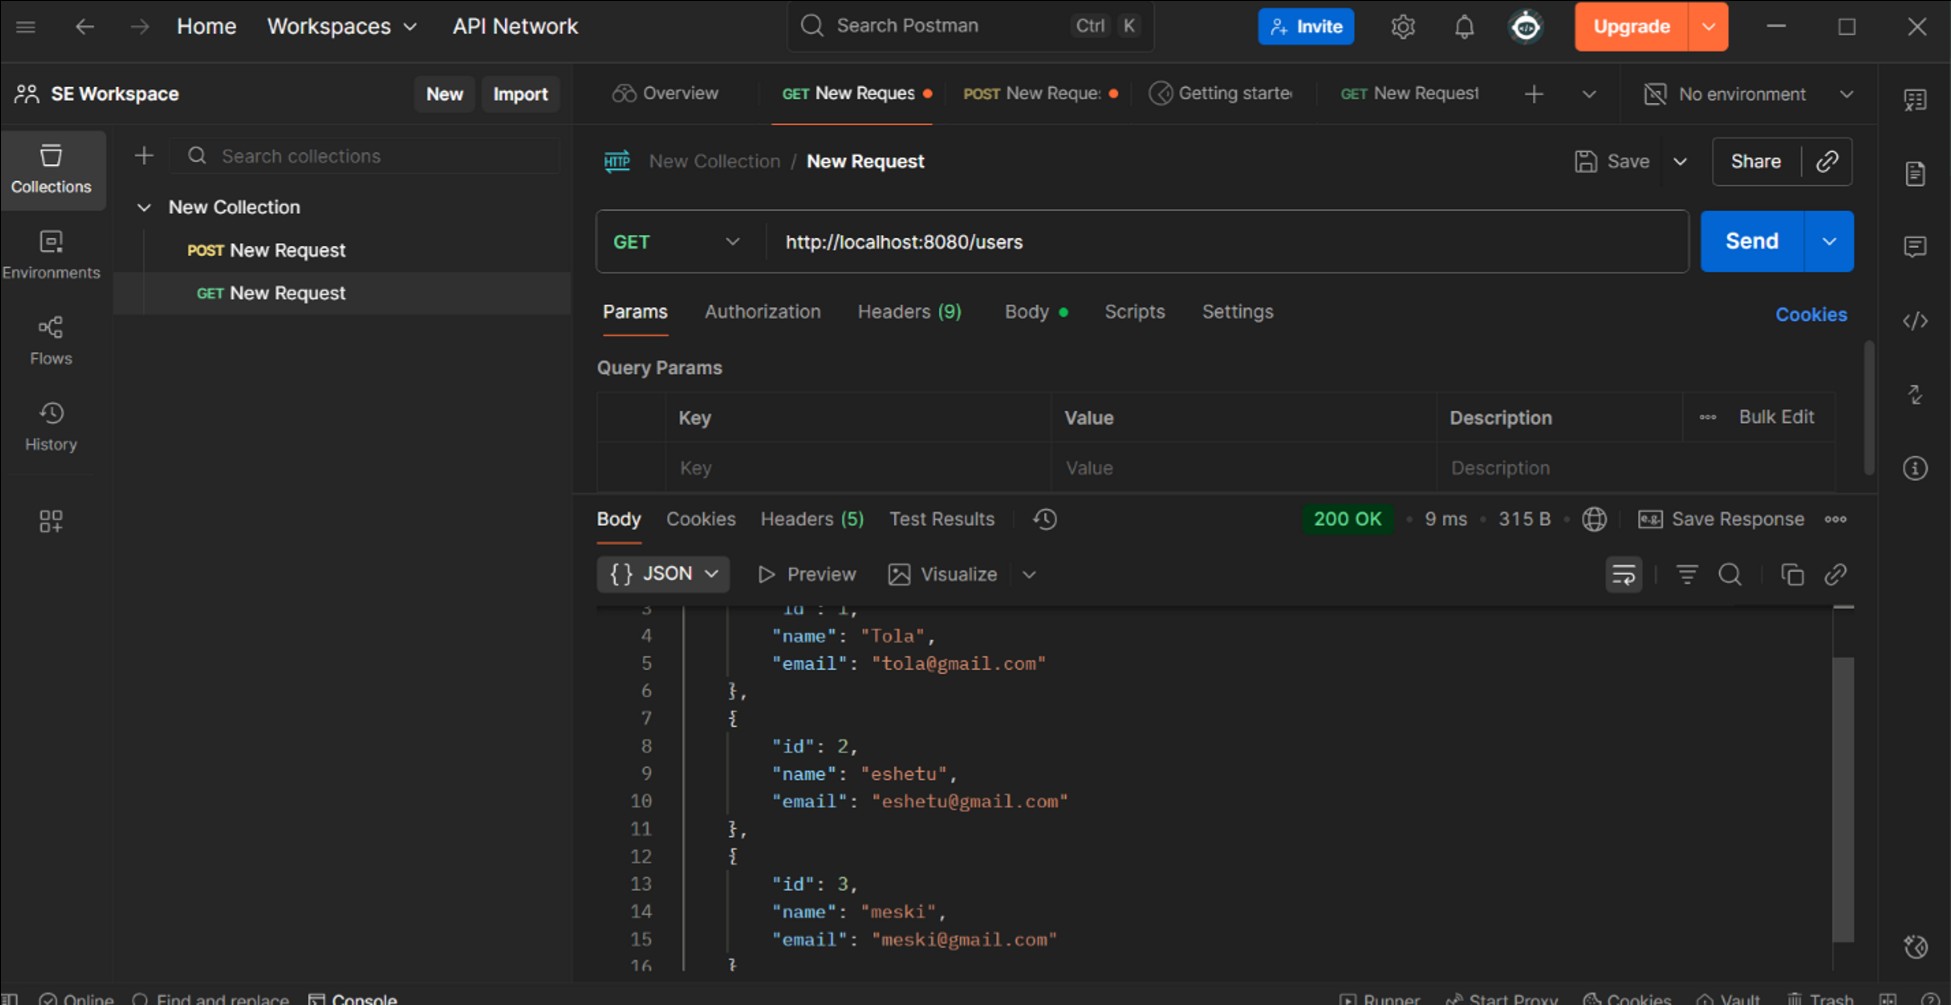 Home Workspaces API Network Search Postman Ctrl K Invite Upgrade
SE Workspace New Import Overview GET New Reques POST New Reque: Getting starte GET New Request No environment
Collections
Search collections
New Collection / New Request Save Share
New Collection
POST New Request
GET New Request
Environments
Flows
History
GET http://localhost:8080/users Send
Params Authorization Headers (9) Body Scripts Settings Cookies
Query Params
Key Value Description Bulk Edit
Key Value Description
Body Cookies Headers (5) Test Results 200 OK 9 ms 315 B e.g. Save Response
{} JSON Preview Visualize
3 "id": 1,
4 "name": "Tola",
5 "email": "tola@gmail.com"
6 },
7 {
8 "id": 2,
9 "name": "eshetu",
10 "email": "eshetu@gmail.com"
11 },
12 {
13 "id": 3,
14 "name": "meski",
15 "email": "meski@gmail.com"
16 }
Online Find and replace Console Runner Start Proxy Cookies Vault Trash